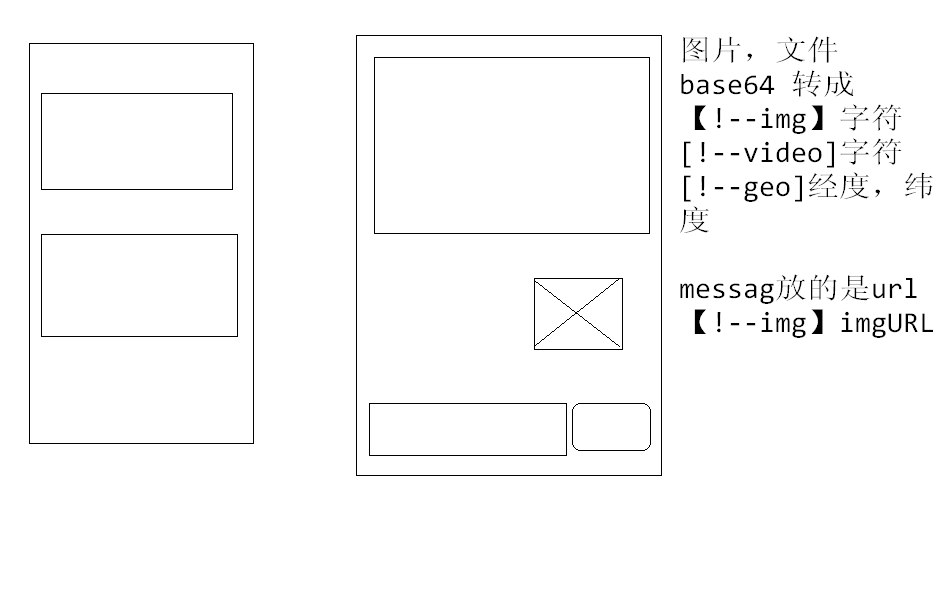 图片，文件
base64 转成
【!--img】字符
[!--video]字符
[!--geo]经度，纬
度
messag放的是url
【!--img】imgURL